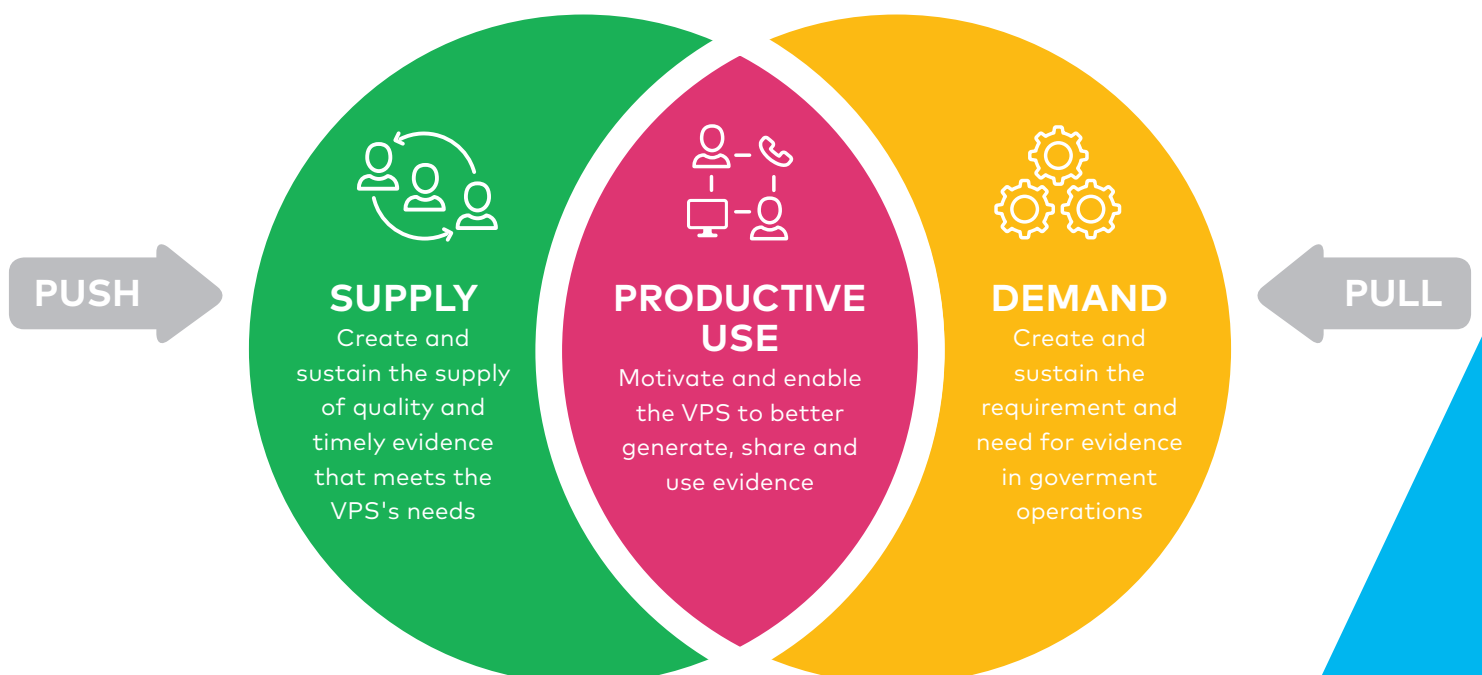 PUSH
SUPPLY
Create and
sustain the supply
of quality and
timely evidence
that meets the
VPS's needs
PRODUCTIVE
USE
Motivate and enable
the VPS to better
generate, share and
use evidence
DEMAND
Create and
sustain the
requirement and
need for evidence
in goverment
operations
PULL